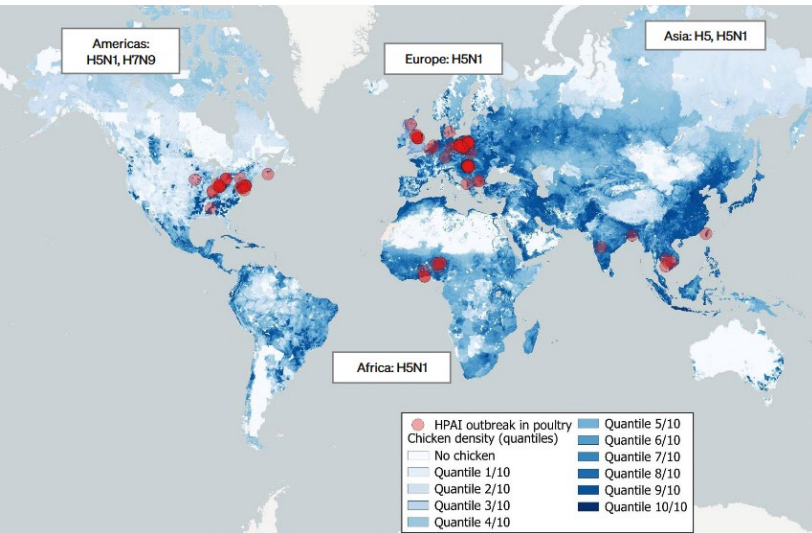 Americas:
H5N1, H7N9
Europe: H5N1
Asia: H5, H5N1
Africa: H5N1
HPAI outbreak in poultry
Chicken density (quantiles)
No chicken
Quantile 1/10
Quantile 2/10
Quantile 3/10
Quantile 4/10
Quantile 5/10
Quantile 6/10
Quantile 7/10
Quantile 8/10
Quantile 9/10
Quantile 10/10